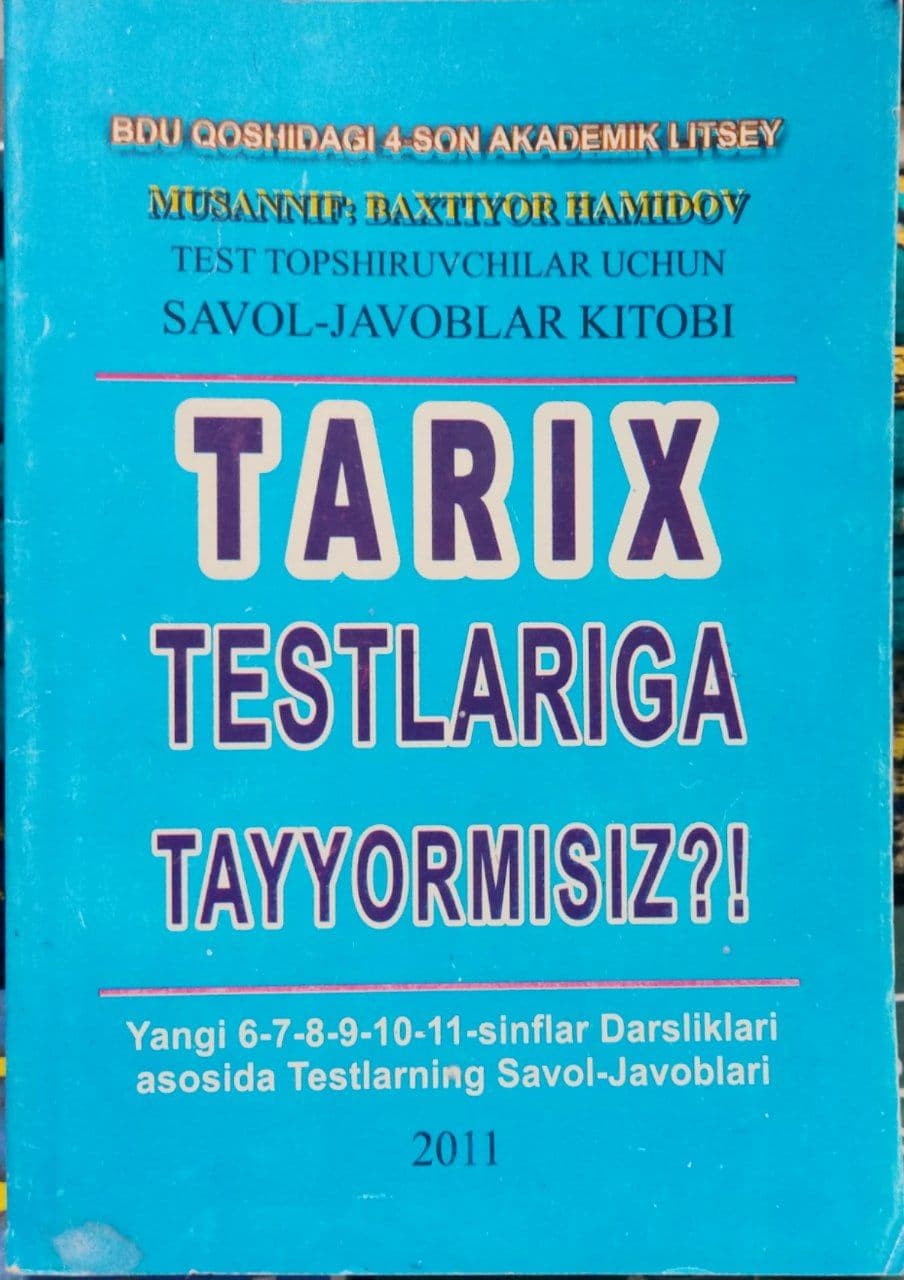 BDU QOSHIDAGI 4-SON AKADEMIK LITSEY
MUSANNIF: BAXTIYOR HAMIDOV
TEST TOPSHIRUVCHILAR UCHUN
SAVOL-JAVOBLAR KITOBI
TARIX
TESTLARIGA
TAYYORMISIZ?!
Yangi 6-7-8-9-10-11-sinflar Darsliklari
asosida Testlarning Savol-Javoblari
2011